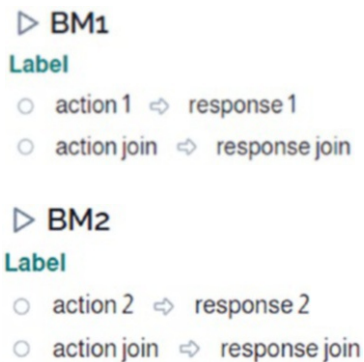 BM1
Label
action 1 ⇨ response 1
action join ⇨ response join
BM2
Label
action 2 ⇨ response 2
action join ⇨ response join